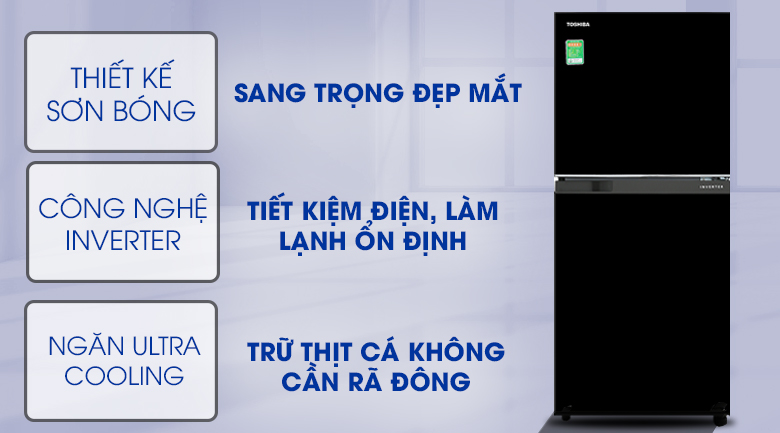 THIẾT KẾ
SƠN BÓNG
SANG TRỌNG ĐẸP MẮT
CÔNG NGHỆ
INVERTER
TIẾT KIỆM ĐIỆN, LÀM
LẠNH ỔN ĐỊNH
NGĂN ULTRA
COOLING
TRỮ THỊT CÁ KHÔNG
CẦN RÃ ĐÔNG
TOSHIBA
INVERTER